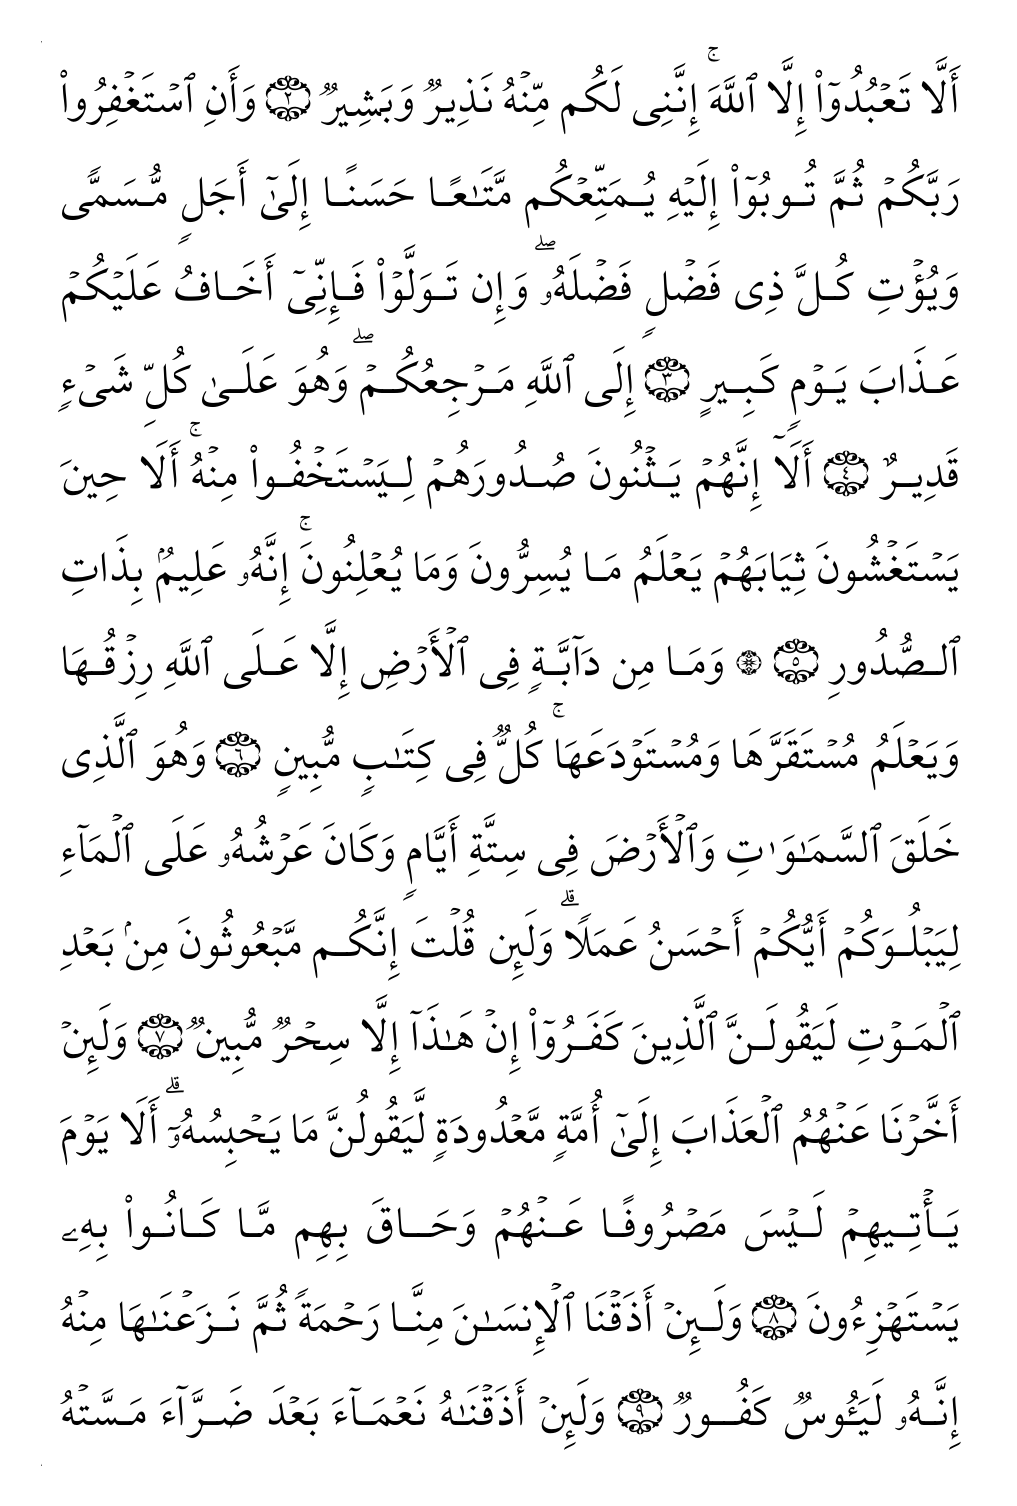 أَلَّا تَعْبُدُوٓا۟ إِلَّا ٱللَّهَ ۚ إِنَّنِى لَكُم مِّنْهُ نَذِيرٌ وَبَشِيرٌ ۝٢ وَأَنِ ٱسْتَغْفِرُوا۟
رَبَّكُمْ ثُمَّ تُوبُوٓا۟ إِلَيْهِ يُمَتِّعْكُم مَّتَـٰعًا حَسَنًا إِلَىٰٓ أَجَلٍ مُّسَمًّى
وَيُؤْتِ كُلَّ ذِى فَضْلٍ فَضْلَهُۥ ۖ وَإِن تَوَلَّوْا۟ فَإِنِّىٓ أَخَافُ عَلَيْكُمْ
عَذَابَ يَوْمٍ كَبِيرٍ ۝٣ إِلَى ٱللَّهِ مَرْجِعُكُمْ ۖ وَهُوَ عَلَىٰ كُلِّ شَىْءٍ
قَدِيرٌ ۝٤ أَلَآ إِنَّهُمْ يَثْنُونَ صُدُورَهُمْ لِيَسْتَخْفُوا۟ مِنْهُ ۚ أَلَا حِينَ
يَسْتَغْشُونَ ثِيَابَهُمْ يَعْلَمُ مَا يُسِرُّونَ وَمَا يُعْلِنُونَ ۚ إِنَّهُۥ عَلِيمٌۢ بِذَاتِ
ٱلصُّدُورِ ۝٥ ۞ وَمَا مِن دَآبَّةٍ فِى ٱلْأَرْضِ إِلَّا عَلَى ٱللَّهِ رِزْقُهَا
وَيَعْلَمُ مُسْتَقَرَّهَا وَمُسْتَوْدَعَهَا ۚ كُلٌّ فِى كِتَـٰبٍ مُّبِينٍ ۝٦ وَهُوَ ٱلَّذِى
خَلَقَ ٱلسَّمَـٰوَٰتِ وَٱلْأَرْضَ فِى سِتَّةِ أَيَّامٍ وَكَانَ عَرْشُهُۥ عَلَى ٱلْمَآءِ
لِيَبْلُوَكُمْ أَيُّكُمْ أَحْسَنُ عَمَلًا ۗ وَلَئِن قُلْتَ إِنَّكُم مَّبْعُوثُونَ مِنۢ بَعْدِ
ٱلْمَوْتِ لَيَقُولَنَّ ٱلَّذِينَ كَفَرُوٓا۟ إِنْ هَـٰذَآ إِلَّا سِحْرٌ مُّبِينٌ ۝٧ وَلَئِنْ
أَخَّرْنَا عَنْهُمُ ٱلْعَذَابَ إِلَىٰٓ أُمَّةٍ مَّعْدُودَةٍ لَّيَقُولُنَّ مَا يَحْبِسُهُۥٓ ۗ أَلَا يَوْمَ
يَأْتِيهِمْ لَيْسَ مَصْرُوفًا عَنْهُمْ وَحَاقَ بِهِم مَّا كَانُوا۟ بِهِۦ
يَسْتَهْزِءُونَ ۝٨ وَلَئِنْ أَذَقْنَا ٱلْإِنسَـٰنَ مِنَّا رَحْمَةً ثُمَّ نَزَعْنَـٰهَا مِنْهُ
إِنَّهُۥ لَيَـُٔوسٌ كَفُورٌ ۝٩ وَلَئِنْ أَذَقْنَـٰهُ نَعْمَآءَ بَعْدَ ضَرَّآءَ مَسَّتْهُ